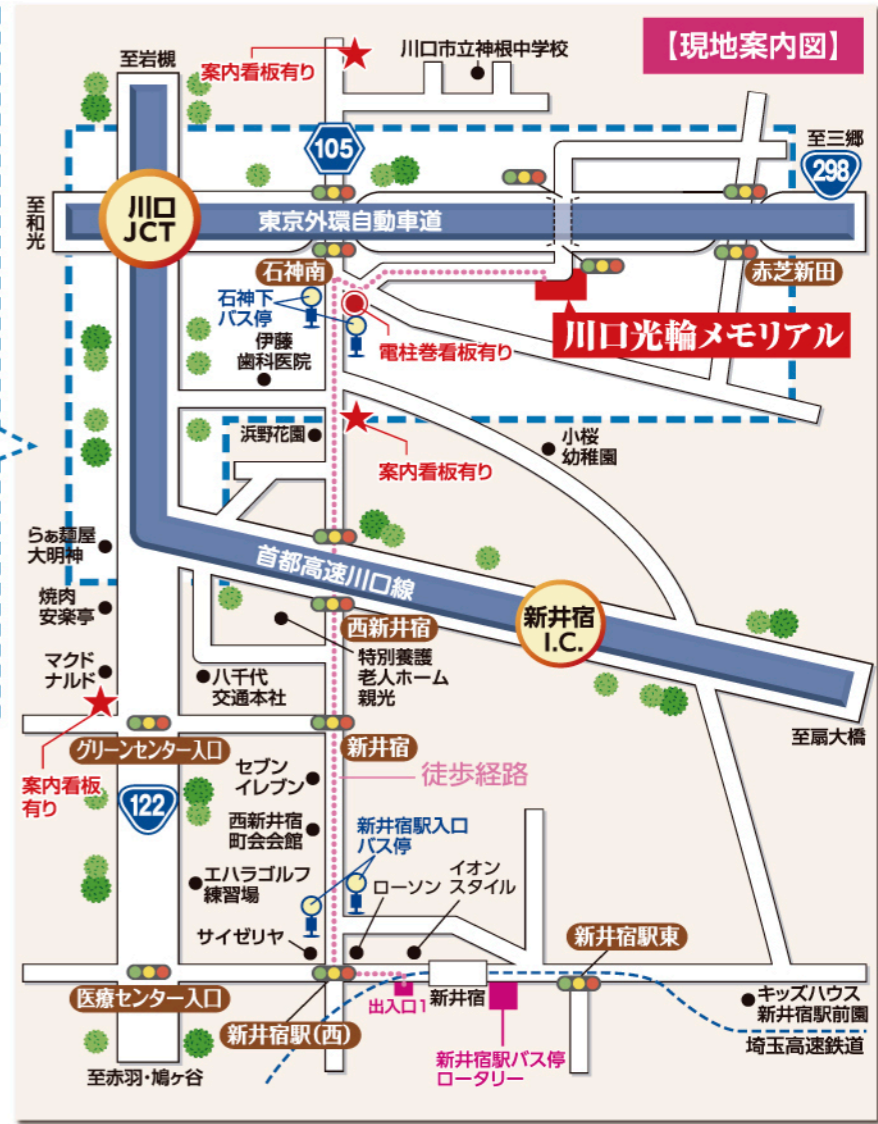 【現地案内図】
至岩槻
案内看板有り
川口市立神根中学校
105
至三郷
298
至和光
川口
JCT
東京外環自動車道
石神南
赤芝新田
石神下
バス停
川口光輪メモリアル
電柱巻看板有り
伊藤
歯科医院
浜野花園
案内看板有り
小桜
幼稚園
らぁ麺屋
大明神
首都高速川口線
焼肉
安楽亭
西新井宿
新井宿
I.C.
マクド
ナルド
八千代
交通本社
特別養護
老人ホーム
親光
グリーンセンター入口
新井宿
至扇大橋
案内看板
有り
セブン
イレブン
徒歩経路
122
西新井宿
町会会館
新井宿駅入口
バス停
エハラゴルフ
練習場
ローソン
イオン
スタイル
サイゼリヤ
新井宿駅東
医療センター入口
出入口1
新井宿
キッズハウス
新井宿駅前園
新井宿駅(西)
埼玉高速鉄道
新井宿駅バス停
ロータリー
至赤羽・鳩ヶ谷